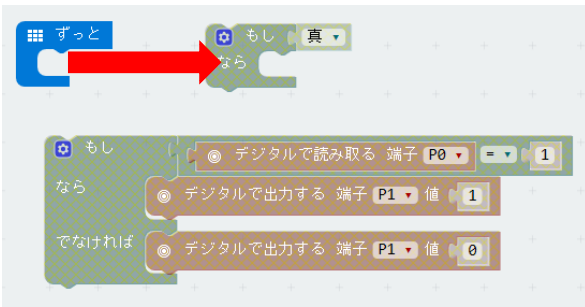 ずっと
もし 真
なら
もし デジタルで読み取る 端子 P0 = 1
なら デジタルで出力する 端子 P1 値 1
でなければ デジタルで出力する 端子 P1 値 0